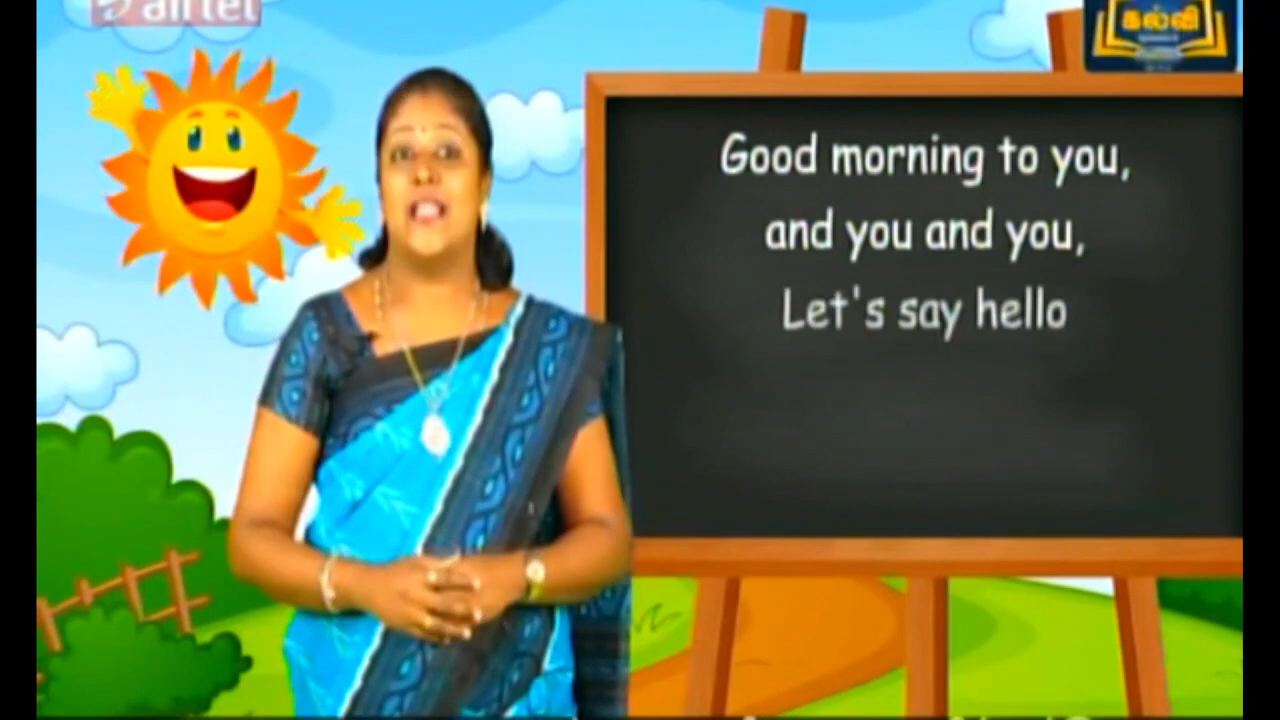 airtel
கல்வி
Good morning to you,
and you and you,
Let's say hello